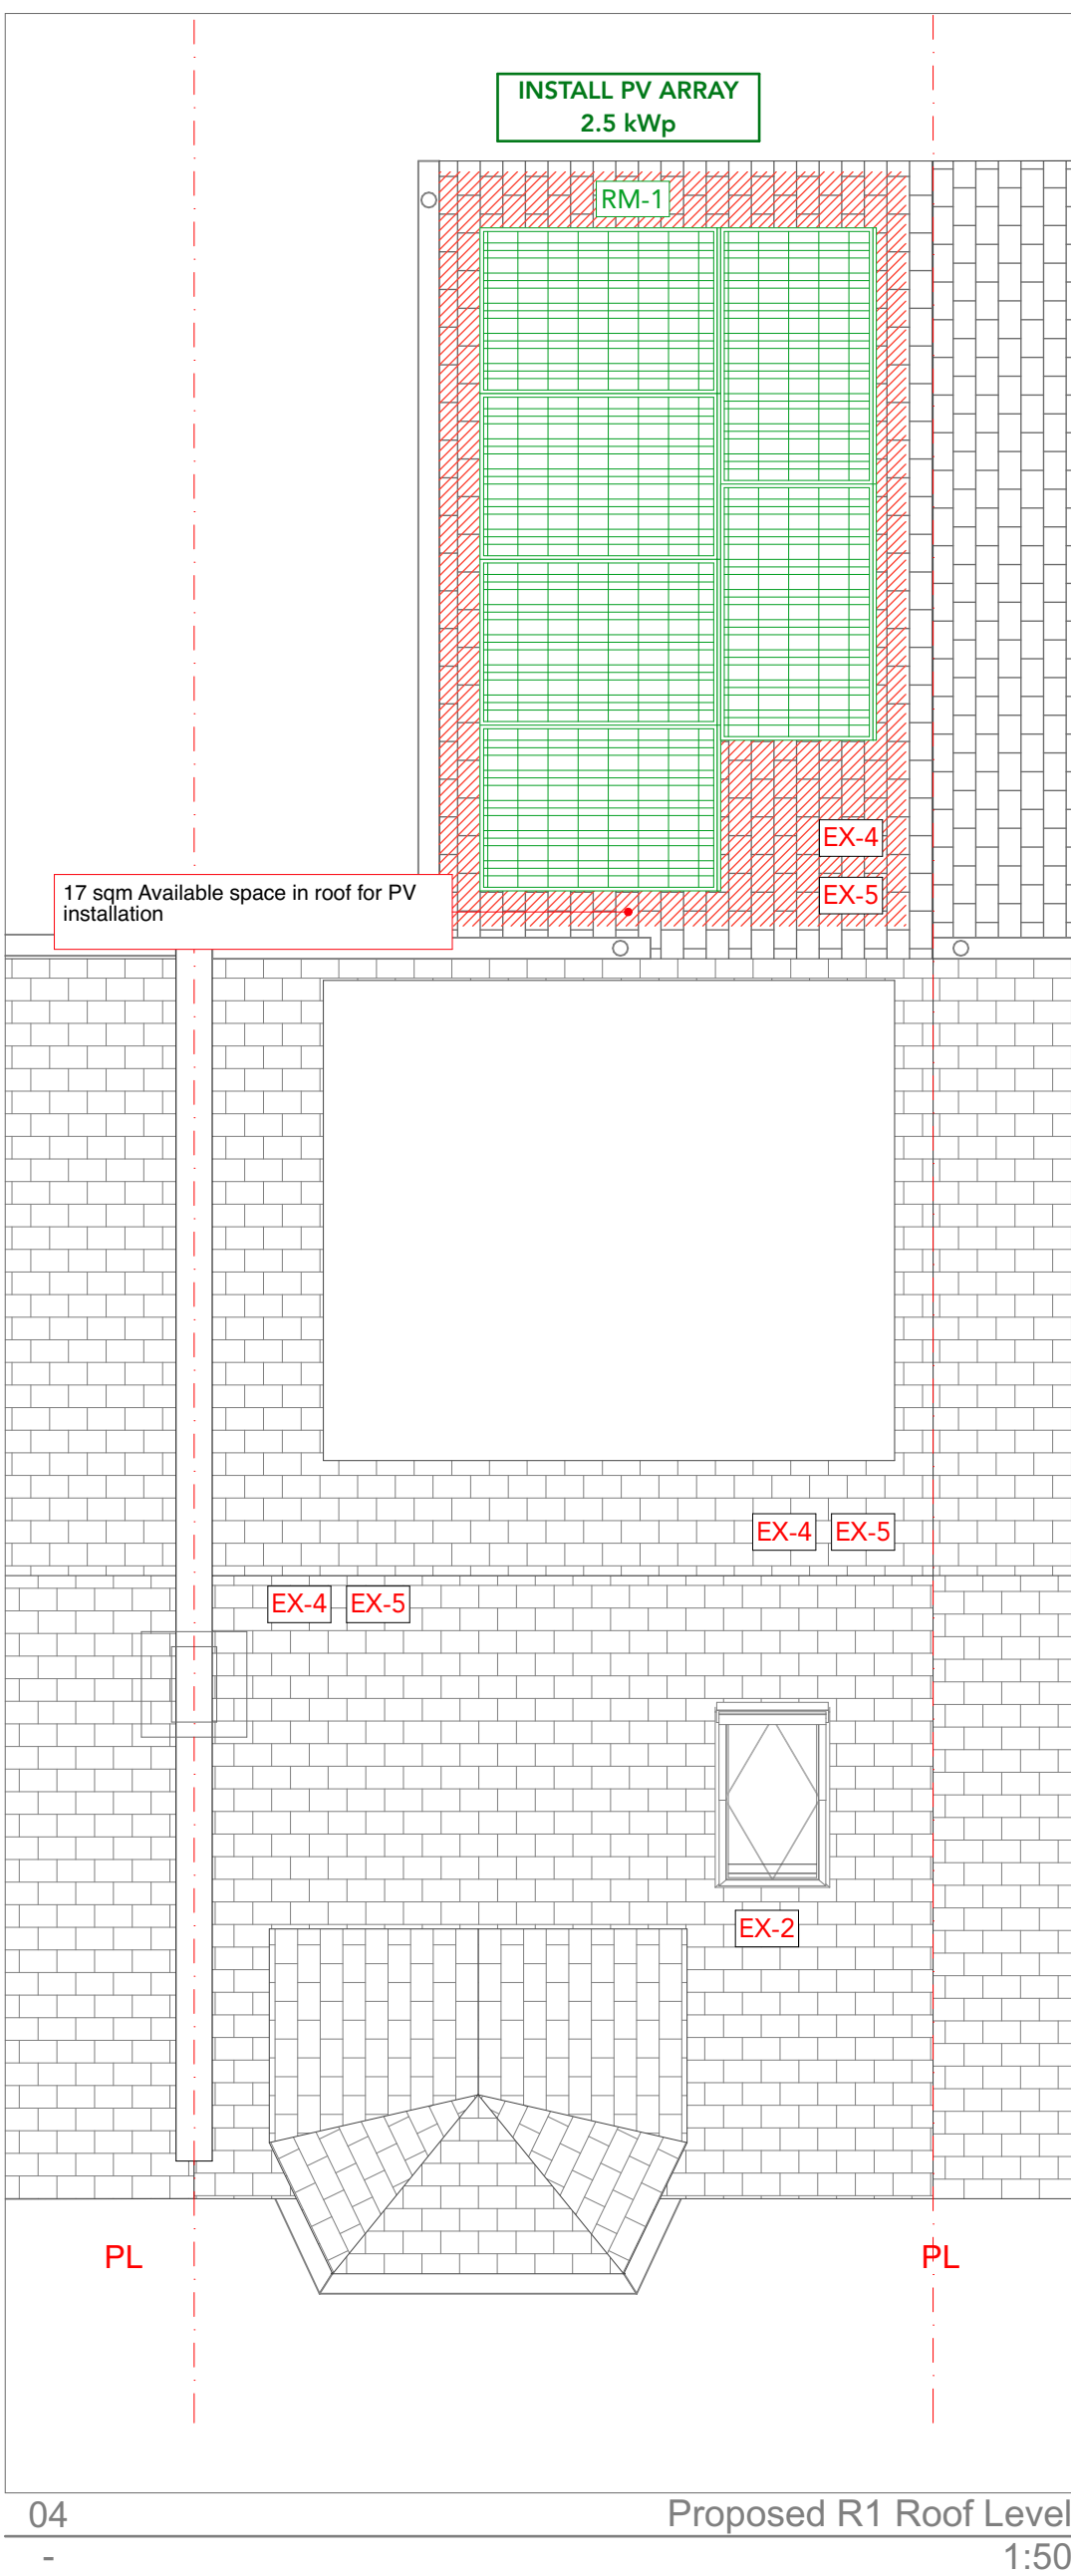 INSTALL PV ARRAY
2.5 kWp
RM-1
EX-4
EX-5
17 sqm Available space in roof for PV
installation
EX-4 EX-5
EX-4 EX-5
EX-2
PL PL
04 Proposed R1 Roof Level
- 1:50